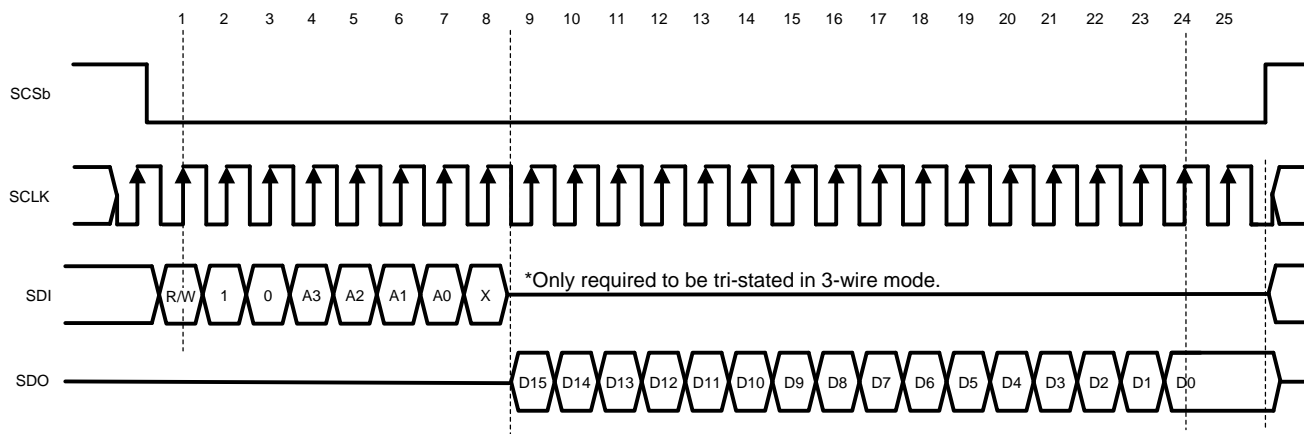 1 2 3 4 5 6 7 8 9 10 11 12 13 14 15 16 17 18 19 20 21 22 23 24 25
SCSb
SCLK
SDI R/W 1 0 A3 A2 A1 A0 X *Only required to be tri-stated in 3-wire mode.
SDO D15 D14 D13 D12 D11 D10 D9 D8 D7 D6 D5 D4 D3 D2 D1 D0